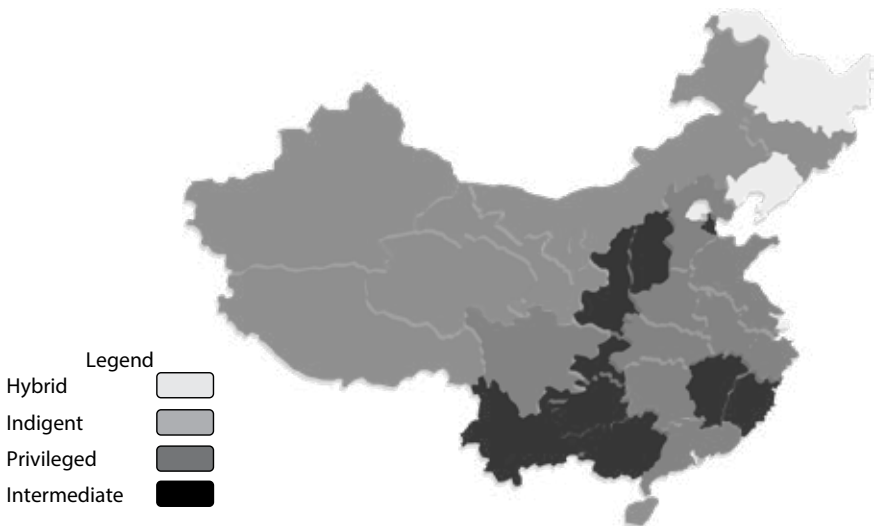 Legend
Hybrid
Indigent
Privileged
Intermediate